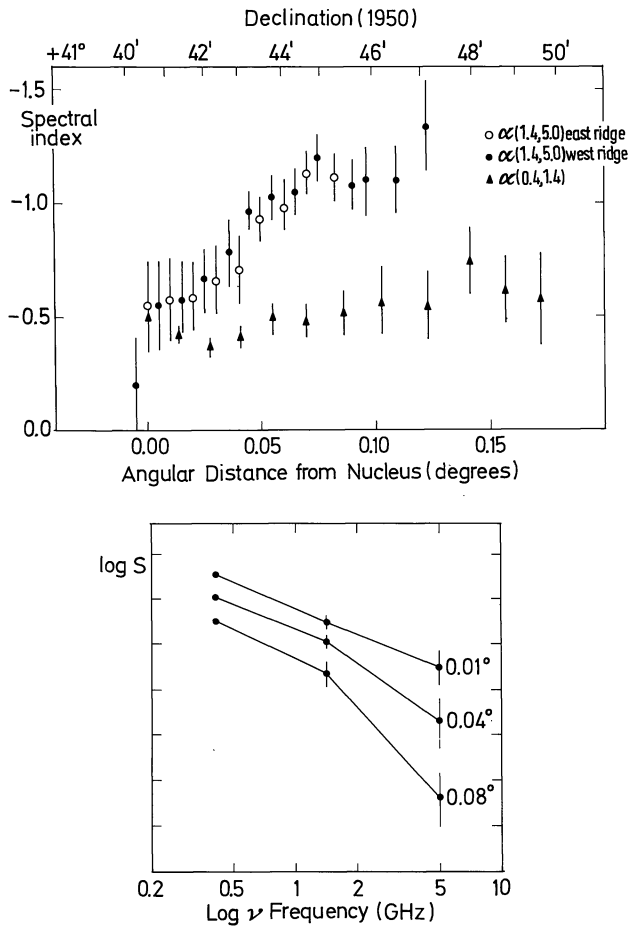 Declination (1950)
+41° 40' 42' 44' 46' 48' 50'
-1.5
Spectral
index
-1.0
-0.5
0.0
○ α(1.4,5.0) east ridge
● α(1.4,5.0) west ridge
▲ α(0.4,1.4)
0.00 0.05 0.10 0.15
Angular Distance from Nucleus (degrees)
log S
0.01°
0.04°
0.08°
0.2 0.5 1 2 5 10
Log ν Frequency (GHz)